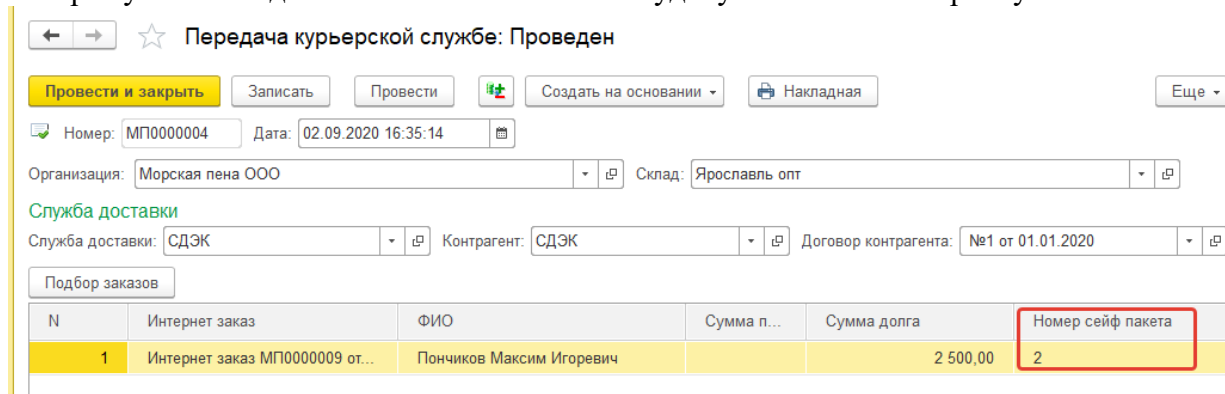 Передача курьерской службе: Проведен
Провести и закрыть Записать Провести Создать на основании Накладная Еще
Номер: МП0000004 Дата: 02.09.2020 16:35:14
Организация: Морская пена ООО Склад: Ярославль опт
Служба доставки
Служба доставки: СДЭК Контрагент: СДЭК Договор контрагента: №1 от 01.01.2020
Подбор заказов
N Интернет заказ ФИО Сумма п... Сумма долга Номер сейф пакета
1 Интернет заказ МП0000009 от... Пончиков Максим Игоревич 2 500,00 2